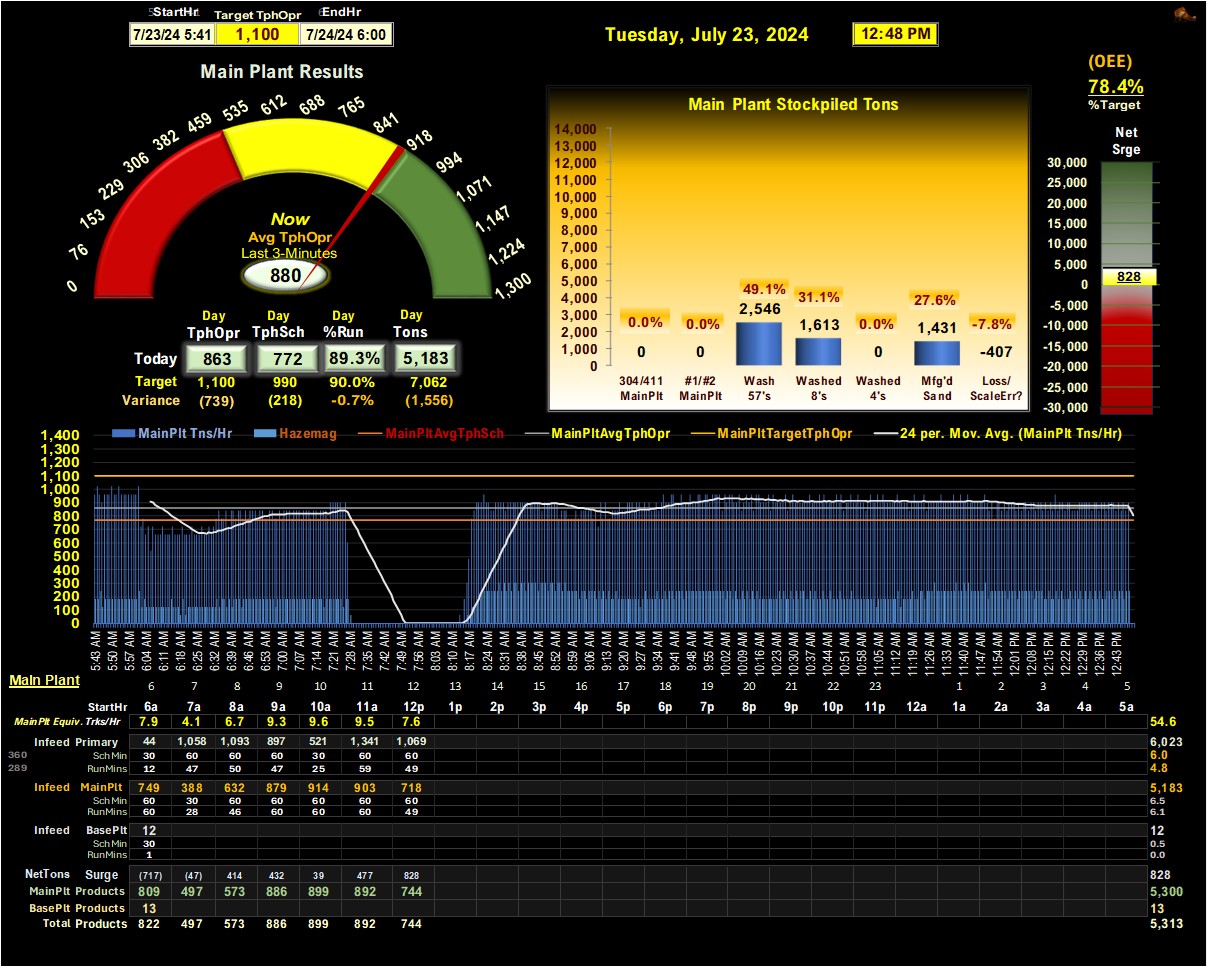 StartHr Target TphOpr EndHr
7/23/24 5:41 1,100 7/24/24 6:00
Tuesday, July 23, 2024 12:48 PM
(OEE)
78.4%
%Target
Net
Srge
30,000
25,000
20,000
15,000
10,000
5,000
0
-5,000
-10,000
-15,000
-20,000
-25,000
-30,000
828
Main Plant Results
0 76 153 229 306 382 459 535 612 688 765 841 918 994 1,071 1,147 1,224 1,300
Now
Avg TphOpr
Last 3-Minutes
880
Day Day Day Day
TphOpr TphSch %Run Tons
Today 863 772 89.3% 5,183
Target 1,100 990 90.0% 7,062
Variance (739) (218) -0.7% (1,556)
Main Plant Stockpiled Tons
14,000
13,000
12,000
11,000
10,000
9,000
8,000
7,000
6,000
5,000
4,000
3,000
2,000
1,000
0
0.0% 0.0% 49.1% 31.1% 0.0% 27.6% -7.8%
0 0 2,546 1,613 0 1,431 -407
304/411 #1/#2 Wash Washed Washed Mfg'd Loss/
MainPlt MainPlt 57's 8's 4's Sand ScaleErr?
MainPlt Tns/Hr Hazemag MainPltAvgTphSch MainPltAvgTphOpr MainPltTargetTphOpr 24 per. Mov. Avg. (MainPlt Tns/Hr)
1,400
1,300
1,200
1,100
1,000
900
800
700
600
500
400
300
200
100
0
5:43 AM 5:50 AM 5:57 AM 6:04 AM 6:11 AM 6:18 AM 6:25 AM 6:32 AM 6:39 AM 6:46 AM 6:53 AM 7:00 AM 7:07 AM 7:14 AM 7:21 AM 7:28 AM 7:35 AM 7:42 AM 7:49 AM 7:56 AM 8:03 AM 8:10 AM 8:17 AM 8:24 AM 8:31 AM 8:38 AM 8:45 AM 8:52 AM 8:59 AM 9:06 AM 9:13 AM 9:20 AM 9:27 AM 9:34 AM 9:41 AM 9:48 AM 9:55 AM 10:02 AM 10:09 AM 10:16 AM 10:23 AM 10:30 AM 10:37 AM 10:44 AM 10:51 AM 10:58 AM 11:05 AM 11:12 AM 11:19 AM 11:26 AM 11:33 AM 11:40 AM 11:47 AM 11:54 AM 12:01 PM 12:08 PM 12:15 PM 12:22 PM 12:29 PM 12:36 PM 12:43 PM
Main Plant
6 7 8 9 10 11 12 13 14 15 16 17 18 19 20 21 22 23 1 2 3 4 5
StartHr 6a 7a 8a 9a 10a 11a 12p 1p 2p 3p 4p 5p 6p 7p 8p 9p 10p 11p 12a 1a 2a 3a 4a 5a
MainPlt Equiv. Trks/Hr 7.9 4.1 6.7 9.3 9.6 9.5 7.6 54.6
Infeed Primary 44 1,058 1,093 897 521 1,341 1,069 6,023
360 SchMin 30 60 60 60 30 60 60 6.0
289 RunMins 12 47 50 47 25 59 49 4.8
Infeed MainPlt 749 388 632 879 914 903 718 5,183
SchMin 60 30 60 60 60 60 60 6.5
RunMins 60 28 46 60 60 60 49 6.1
Infeed BasePlt 12 12
SchMin 30 0.5
RunMins 1 0.0
NetTons Surge (717) (47) 414 432 39 477 828 828
MainPlt Products 809 497 573 886 899 892 744 5,300
BasePlt Products 13 13
Total Products 822 497 573 886 899 892 744 5,313